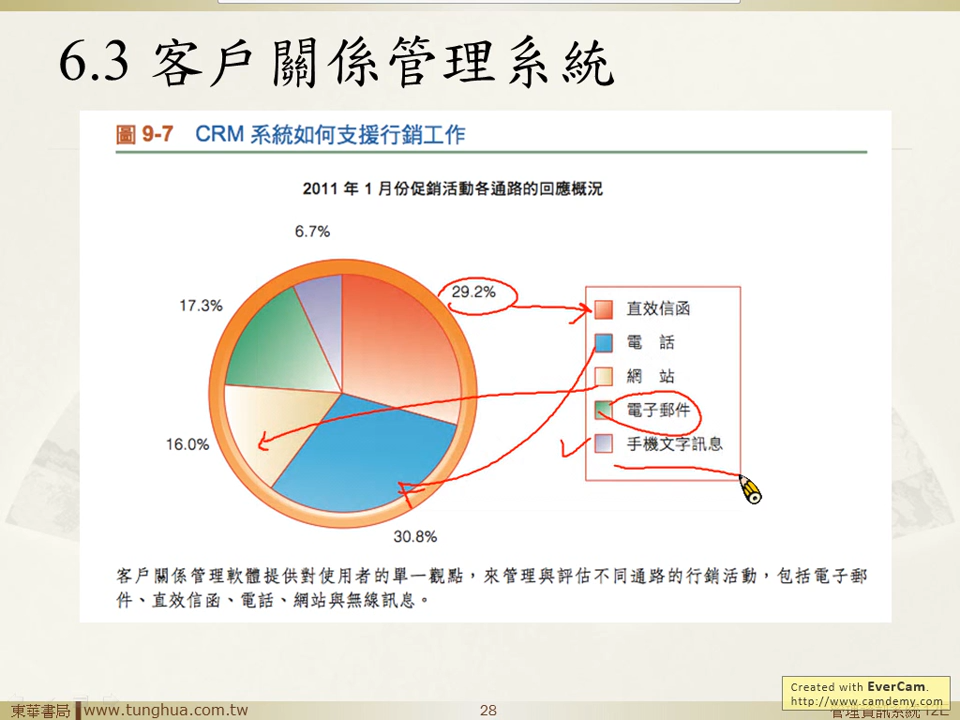 6.3 客戶關係管理系統
圖 9-7 CRM 系統如何支援行銷工作
2011 年 1 月份促銷活動各通路的回應概況
6.7%
29.2%
17.3%
直效信函
電 話
網 站
電子郵件
16.0%
手機文字訊息
30.8%
客戶關係管理軟體提供對使用者的單一觀點，來管理與評估不同通路的行銷活動，包括電子郵
件、直效信函、電話、網站與無線訊息。
Created with EverCam.
http://www.camdemy.com
東華書局 www.tunghua.com.tw
28
管理資訊系統 12E